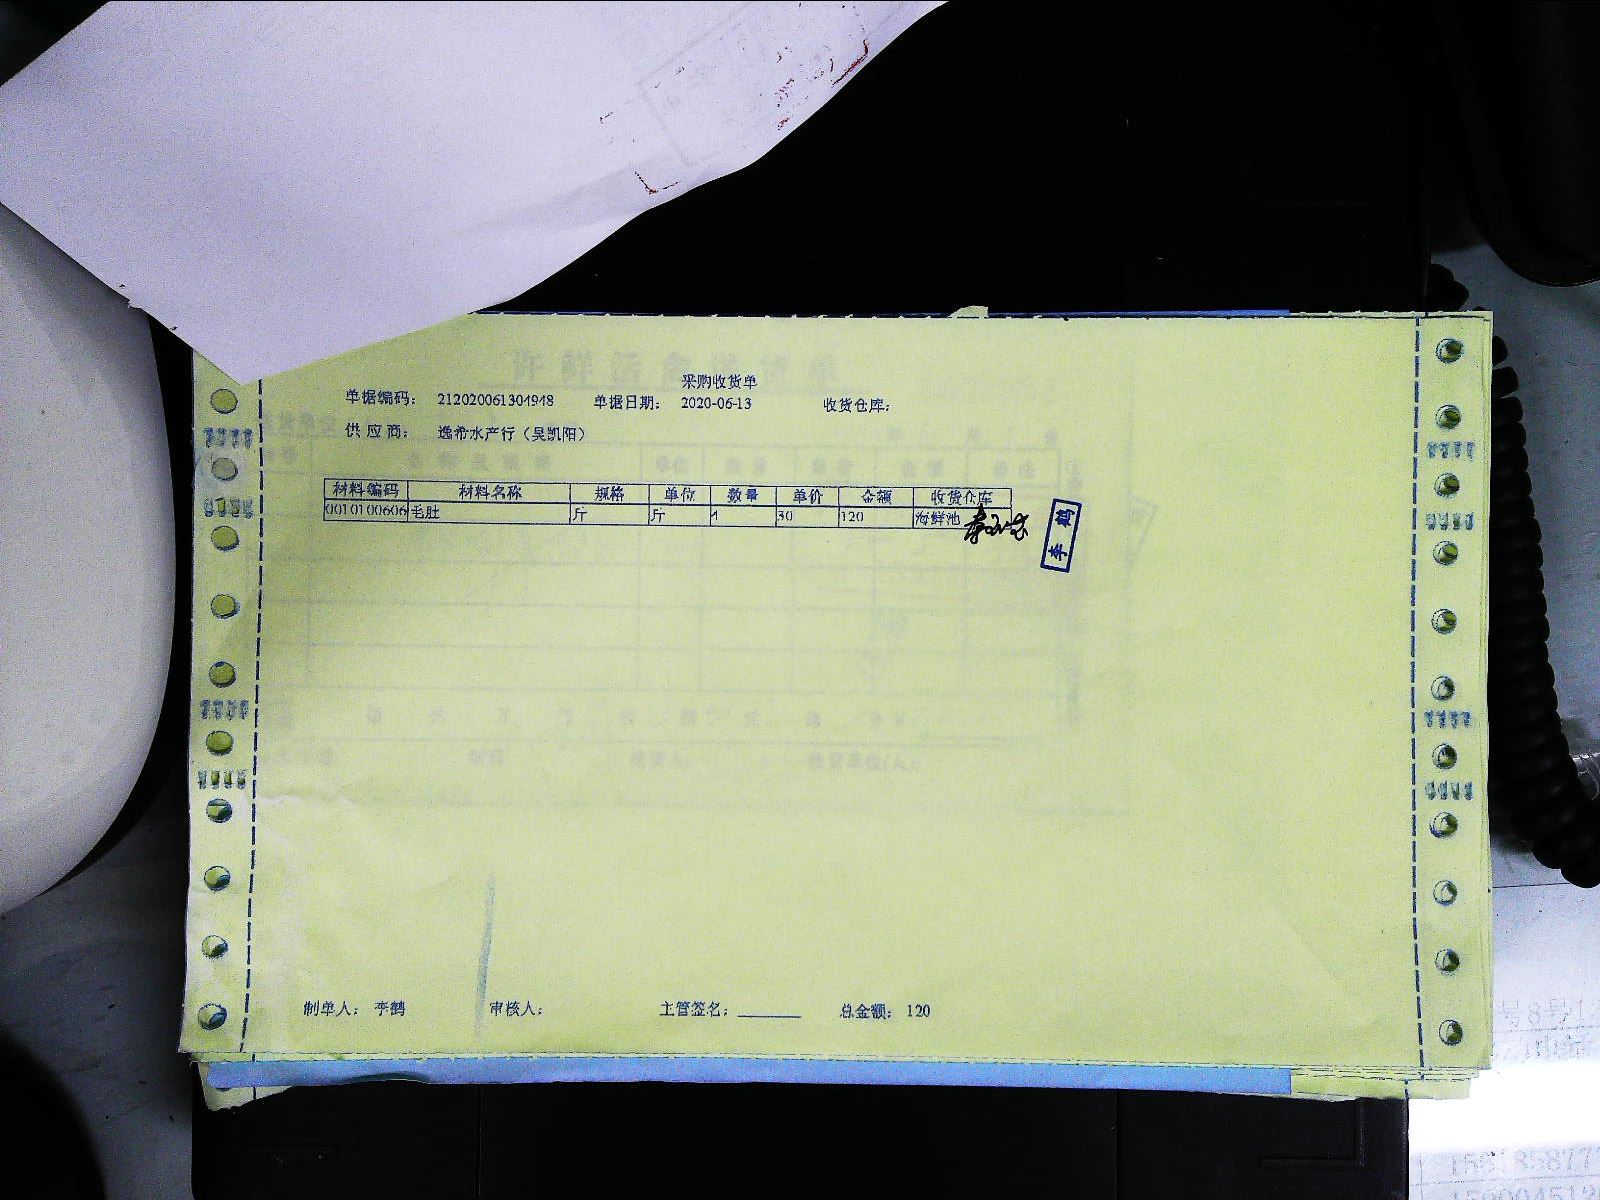 采购收货单
单据编码： 212020061304948 单据日期： 2020-06-13 收货仓库：
供应商： 逸希水产行（吴凯阳）
材料编码 材料名称 规格 单位 数量 单价 金额 收货仓库
0010100606 毛肚 斤 斤 4 30 120 海鲜池
李鹤
制单人： 李鹤 审核人： 主管签名：______ 总金额： 120